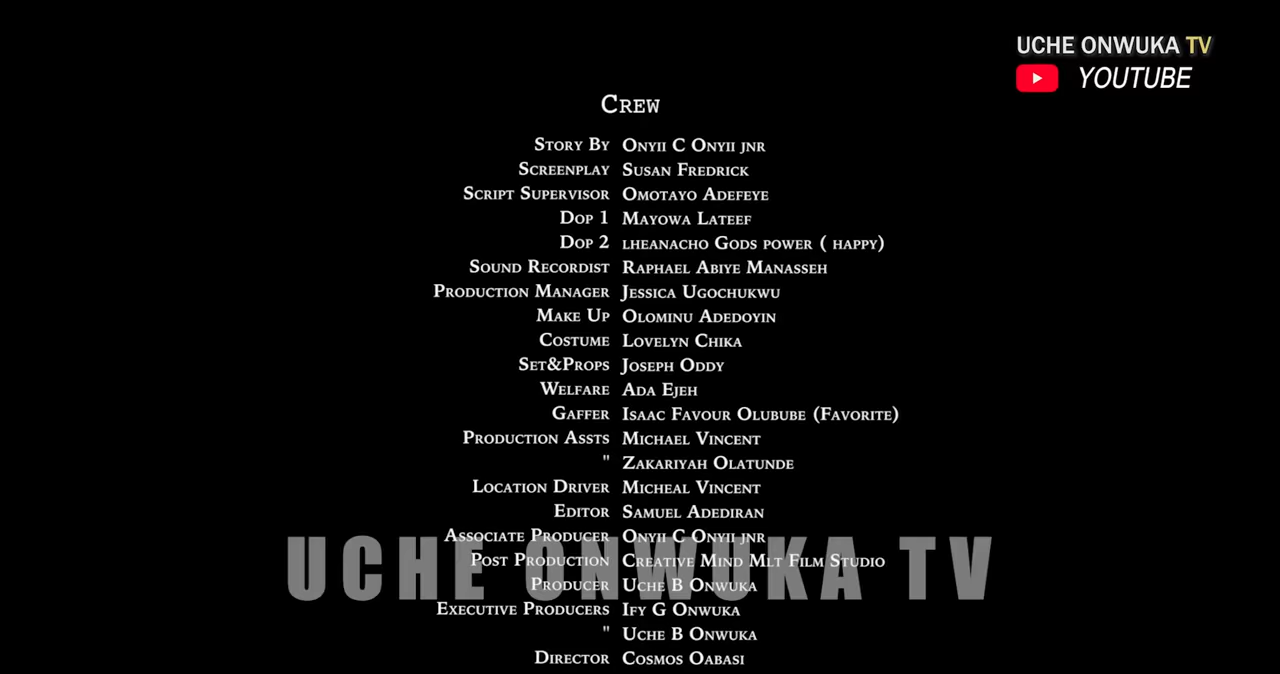 UCHE ONWUKA TV
YOUTUBE
Crew
Story By Onyii C Onyii jnr
Screenplay Susan Fredrick
Script Supervisor Omotayo Adefeye
Dop 1 Mayowa Lateef
Dop 2 lheanacho Gods power ( happy)
Sound Recordist Raphael Abiye Manasseh
Production Manager Jessica Ugochukwu
Make Up Olominu Adedoyin
Costume Lovelyn Chika
Set&Props Joseph Oddy
Welfare Ada Ejeh
Gaffer Isaac Favour Olubube (Favorite)
Production Assts Michael Vincent
" Zakariyah Olatunde
Location Driver Micheal Vincent
Editor Samuel Adediran
Associate Producer Onyii C Onyii jnr
Post Production Creative Mind Mlt Film Studio
UCHE ONWUKA TV
Producer Uche B Onwuka
Executive Producers Ify G Onwuka
" Uche B Onwuka
Director Cosmos Oabasi